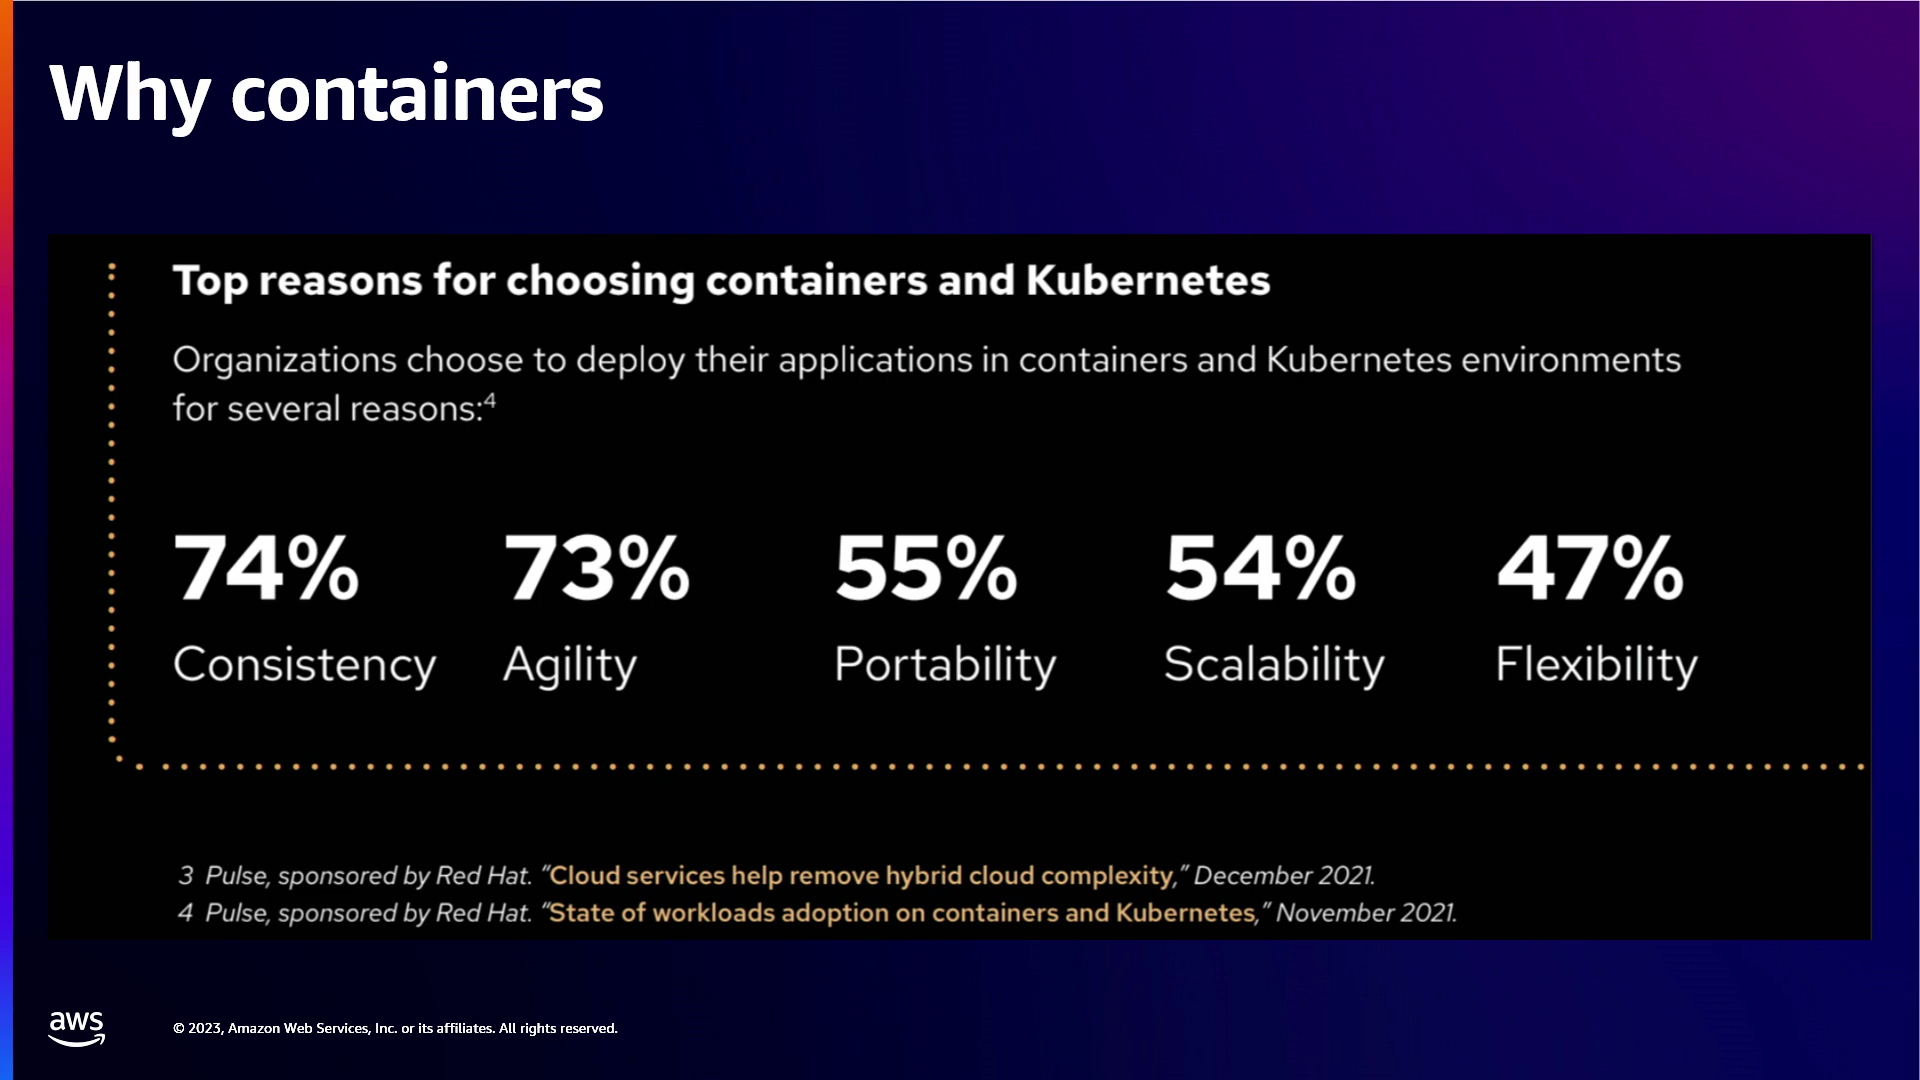 Why containers
Top reasons for choosing containers and Kubernetes
Organizations choose to deploy their applications in containers and Kubernetes environments
for several reasons:4
74% 73% 55% 54% 47%
Consistency Agility Portability Scalability Flexibility
3 Pulse, sponsored by Red Hat. “Cloud services help remove hybrid cloud complexity,” December 2021.
4 Pulse, sponsored by Red Hat. “State of workloads adoption on containers and Kubernetes,” November 2021.
aws
© 2023, Amazon Web Services, Inc. or its affiliates. All rights reserved.